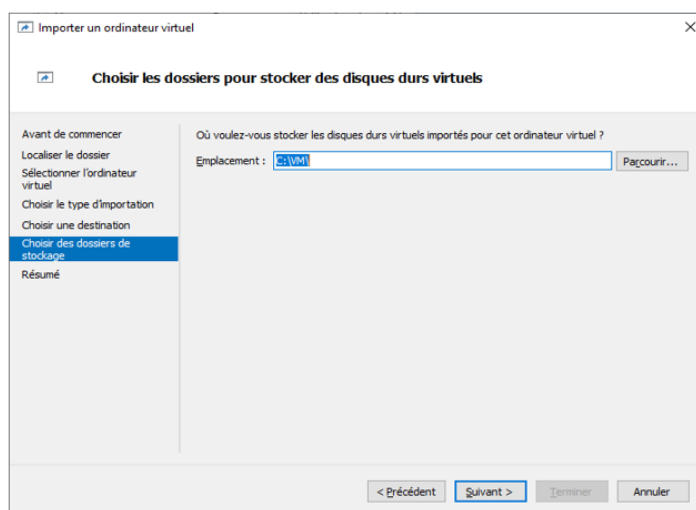 Importer un ordinateur virtuel
Choisir les dossiers pour stocker des disques durs virtuels
Avant de commencer
Localiser le dossier
Sélectionner l'ordinateur
virtuel
Choisir le type d'importation
Choisir une destination
Choisir des dossiers de
stockage
Résumé
Où voulez-vous stocker les disques durs virtuels importés pour cet ordinateur virtuel ?
Emplacement : C:\VM\ Parcourir...
< Précédent Suivant > Terminer Annuler